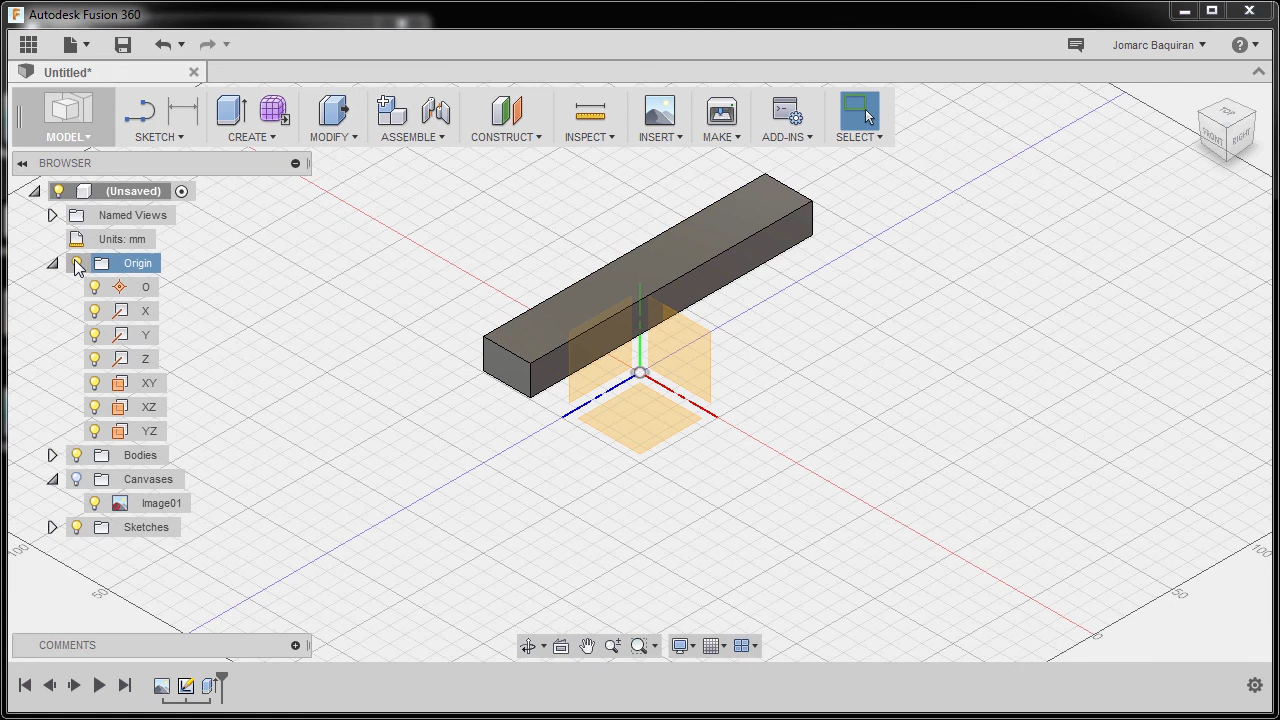 Autodesk Fusion 360
Jomarc Baquiran
Untitled*
MODEL
SKETCH
CREATE
MODIFY
ASSEMBLE
CONSTRUCT
INSPECT
INSERT
MAKE
ADD-INS
SELECT
TOP
FRONT
RIGHT
BROWSER
(Unsaved)
Named Views
Units: mm
Origin
O
X
Y
Z
XY
XZ
YZ
Bodies
Canvases
Image01
Sketches
100
50
100
50
0
COMMENTS